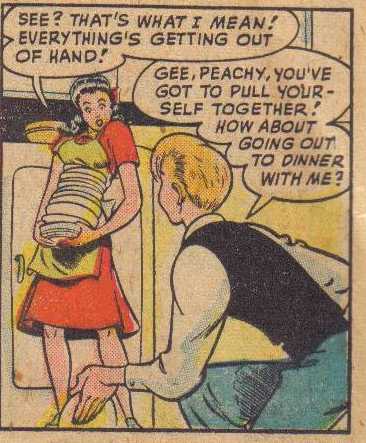 SEE? THAT'S WHAT I MEAN!
EVERYTHING'S GETTING OUT
OF HAND!
GEE, PEACHY, YOU'VE
GOT TO PULL YOUR-
SELF TOGETHER!
HOW ABOUT
GOING OUT
TO DINNER
WITH ME?